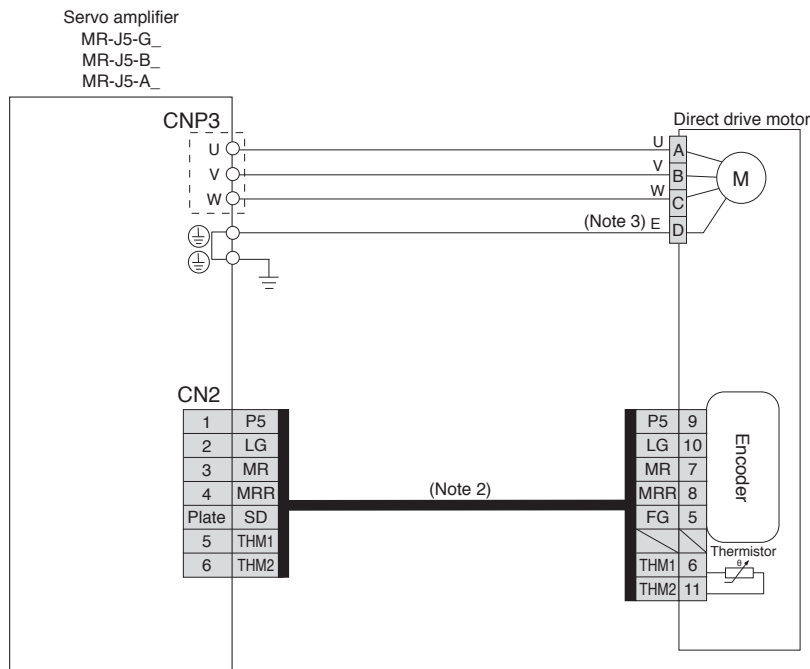 Servo amplifier
MR-J5-G_
MR-J5-B_
MR-J5-A_
CNP3
U
V
W
Direct drive motor
U A
V B
W C
(Note 3) E D
M
CN2
1 P5
2 LG
3 MR
4 MRR
Plate SD
5 THM1
6 THM2
(Note 2)
P5 9
LG 10
MR 7
MRR 8
FG 5
THM1 6
THM2 11
Encoder
Thermistor
θ